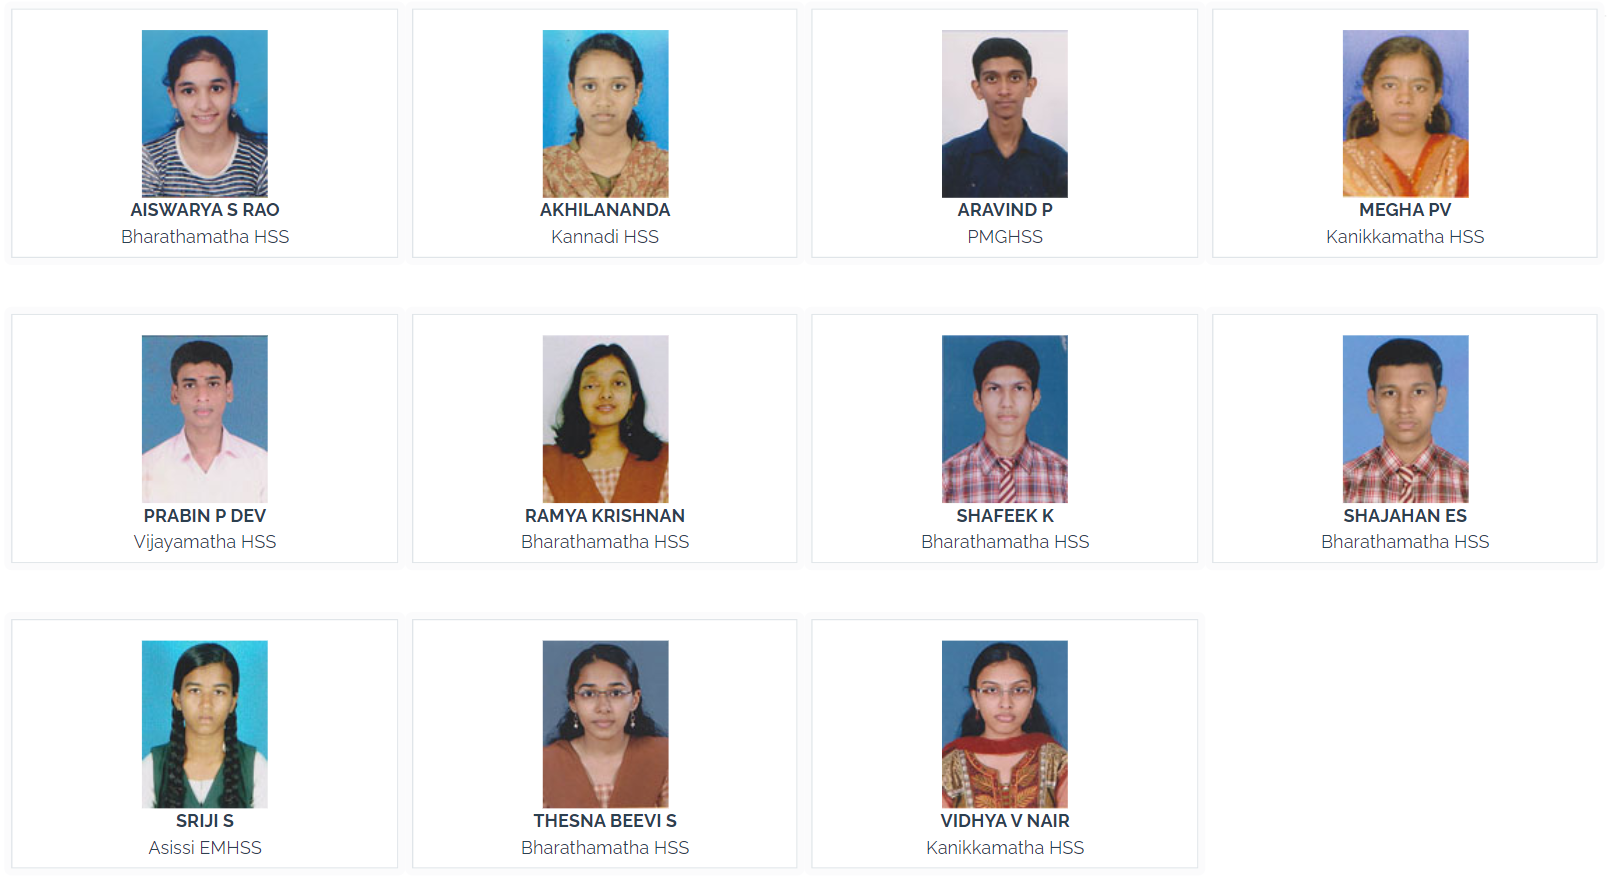 AISWARYA S RAO
Bharathamatha HSS
AKHILANANDA
Kannadi HSS
ARAVIND P
PMGHSS
MEGHA PV
Kanikkamatha HSS
PRABIN P DEV
Vijayamatha HSS
RAMYA KRISHNAN
Bharathamatha HSS
SHAFEEK K
Bharathamatha HSS
SHAJAHAN ES
Bharathamatha HSS
SRIJI S
Asissi EMHSS
THESNA BEEVI S
Bharathamatha HSS
VIDHYA V NAIR
Kanikkamatha HSS